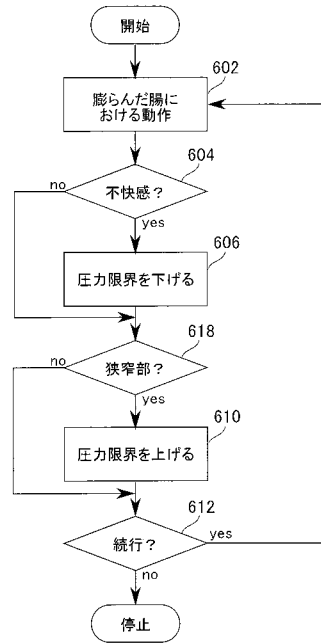 開始
602
膨らんだ腸に
おける動作
604
no
不快感？
yes
606
圧力限界を下げる
618
no
狭窄部？
yes
610
圧力限界を上げる
612
続行？
yes
no
停止